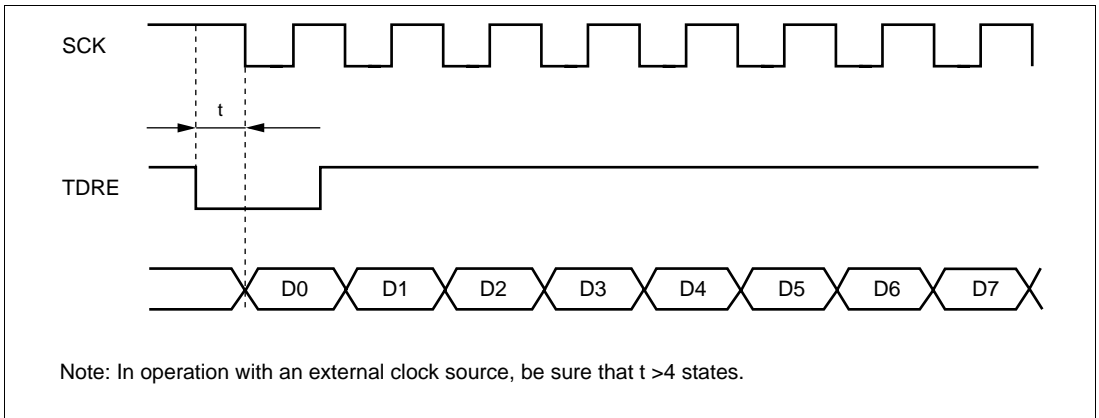 SCK
t
TDRE
D0 D1 D2 D3 D4 D5 D6 D7
Note: In operation with an external clock source, be sure that t >4 states.